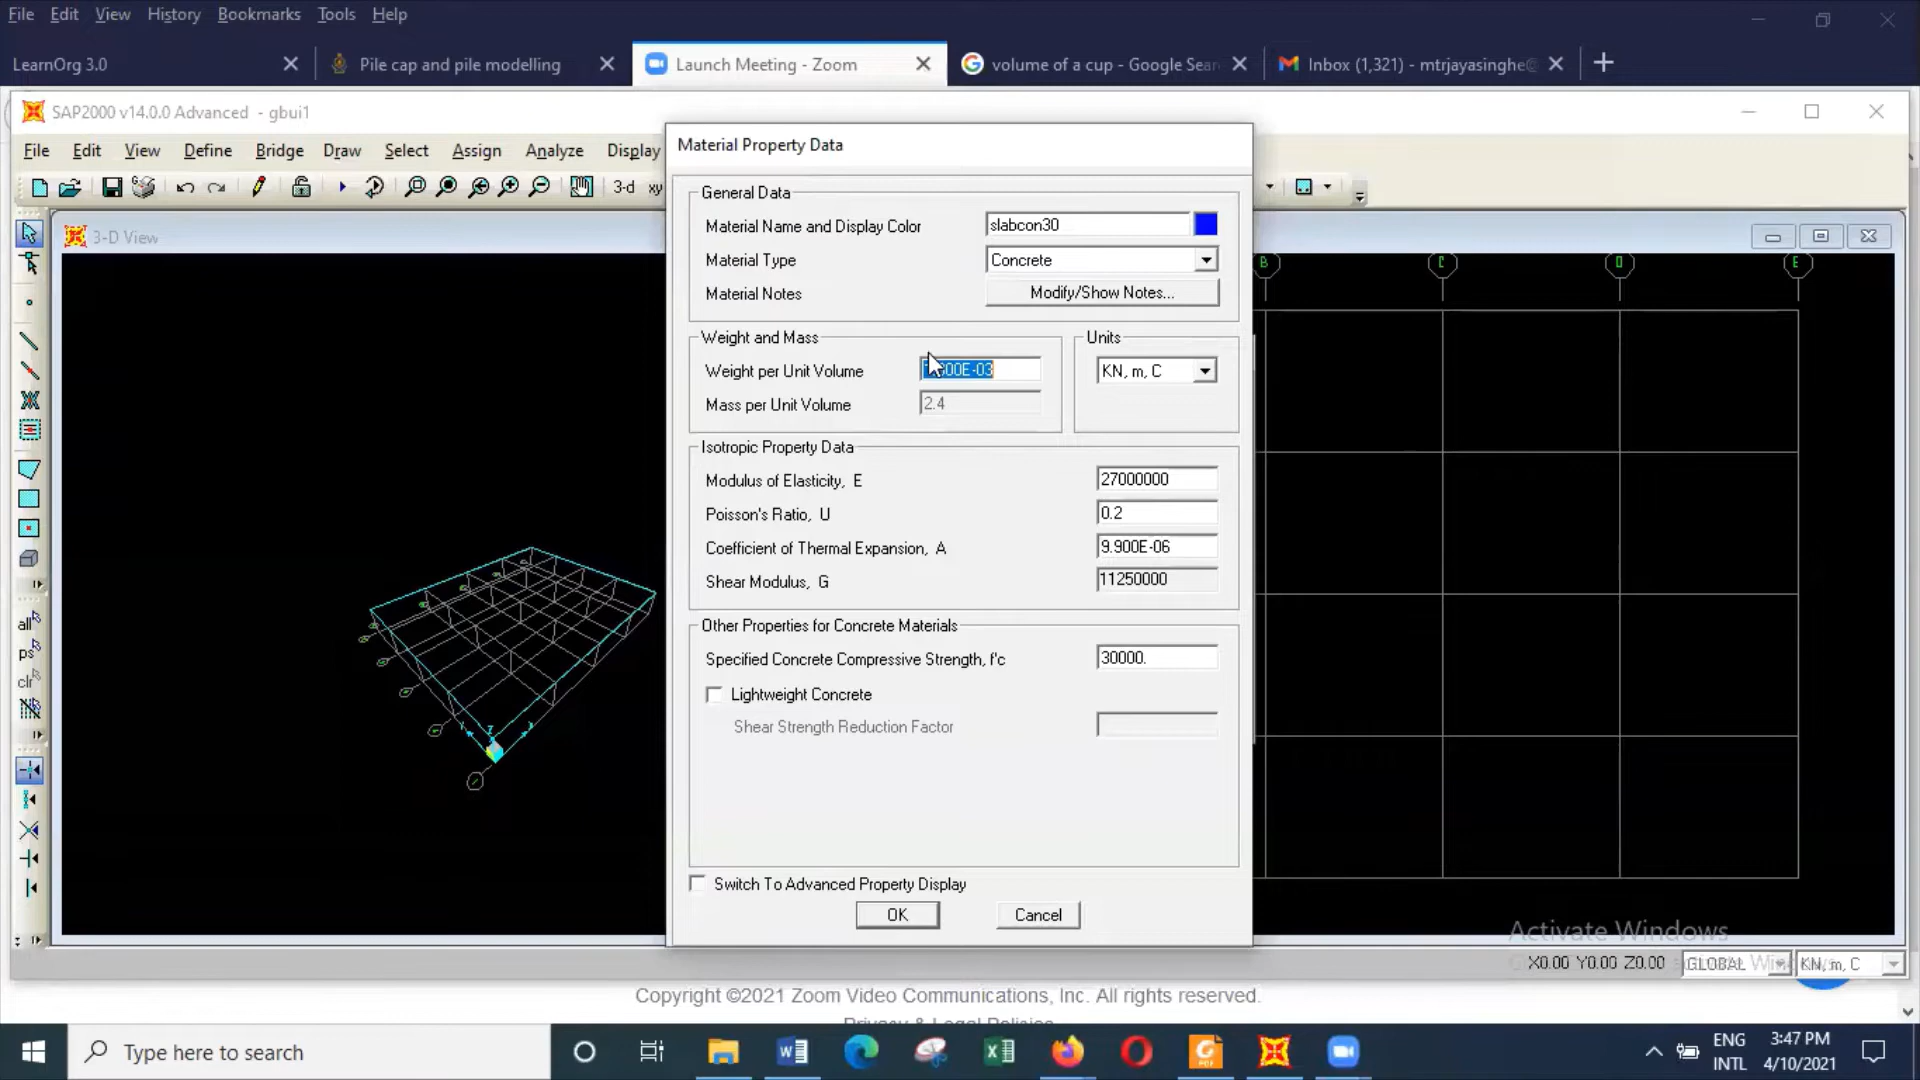 File Edit View History Bookmarks Tools Help
LearnOrg 3.0
Pile cap and pile modelling
Launch Meeting - Zoom
volume of a cup - Google Sear
Inbox (1,321) - mtrjayasinghe@
SAP2000 v14.0.0 Advanced - gbui1
File Edit View Define Bridge Draw Select Assign Analyze Display
3-d xy
3-D View
B C D E
Material Property Data
General Data
Material Name and Display Color slabcon30
Material Type Concrete
Material Notes Modify/Show Notes...
Weight and Mass
Weight per Unit Volume
Mass per Unit Volume 2.4
Units
KN, m, C
Isotropic Property Data
Modulus of Elasticity, E 27000000
Poisson's Ratio, U 0.2
Coefficient of Thermal Expansion, A 9.900E-06
Shear Modulus, G 11250000
Other Properties for Concrete Materials
Specified Concrete Compressive Strength, f'c 30000.
Lightweight Concrete
Shear Strength Reduction Factor
Switch To Advanced Property Display
OK Cancel
all
ps
clr
Activate Windows
X0.00 Y0.00 Z0.00 GLOBAL KN, m, C
Copyright ©2021 Zoom Video Communications, Inc. All rights reserved.
Privacy & Legal Policies
Type here to search
ENG
INTL
3:47 PM
4/10/2021